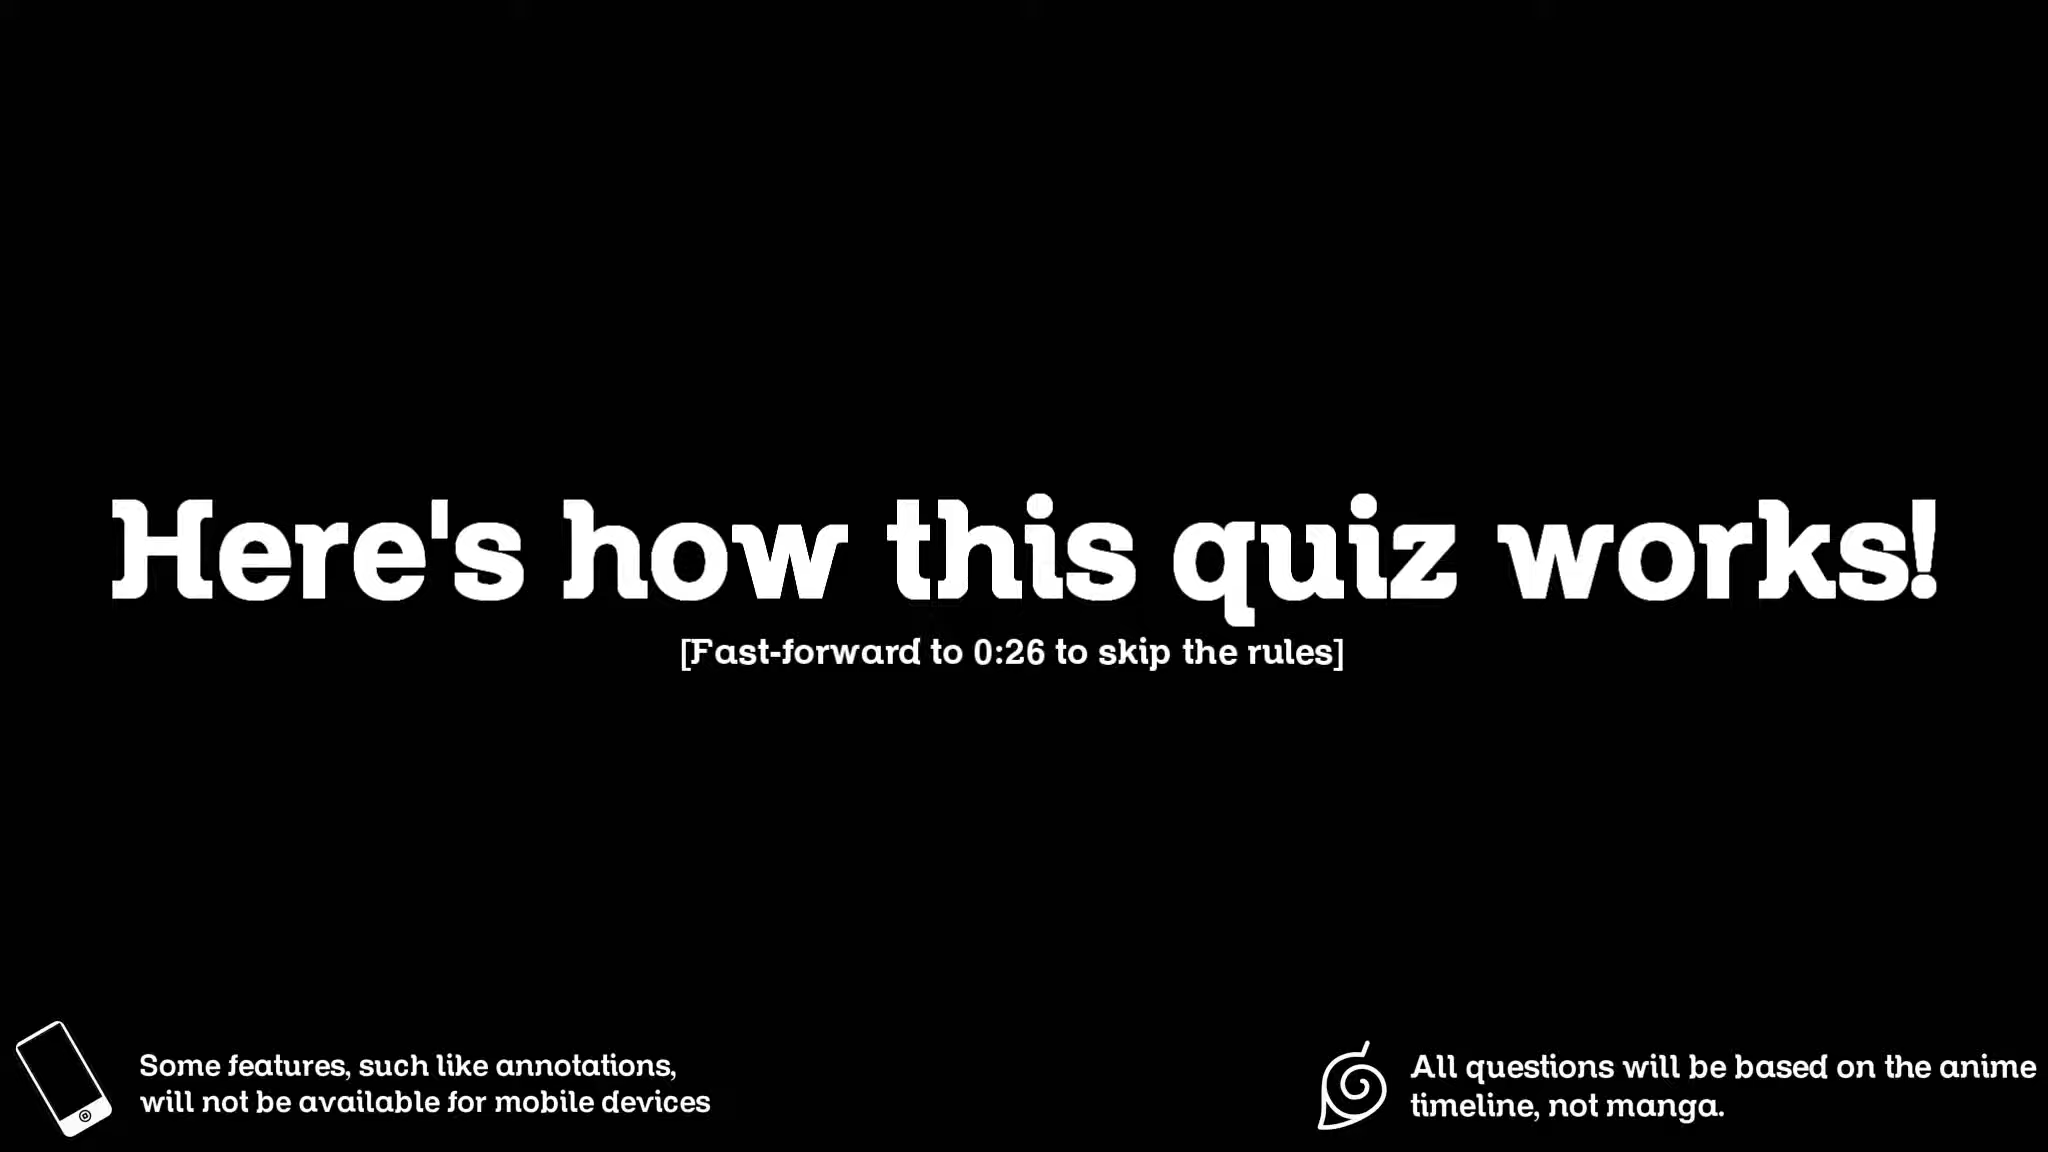 Here's how this quiz works!
[Fast-forward to 0:26 to skip the rules]
Some features, such like annotations,
will not be available for mobile devices
All questions will be based on the anime
timeline, not manga.